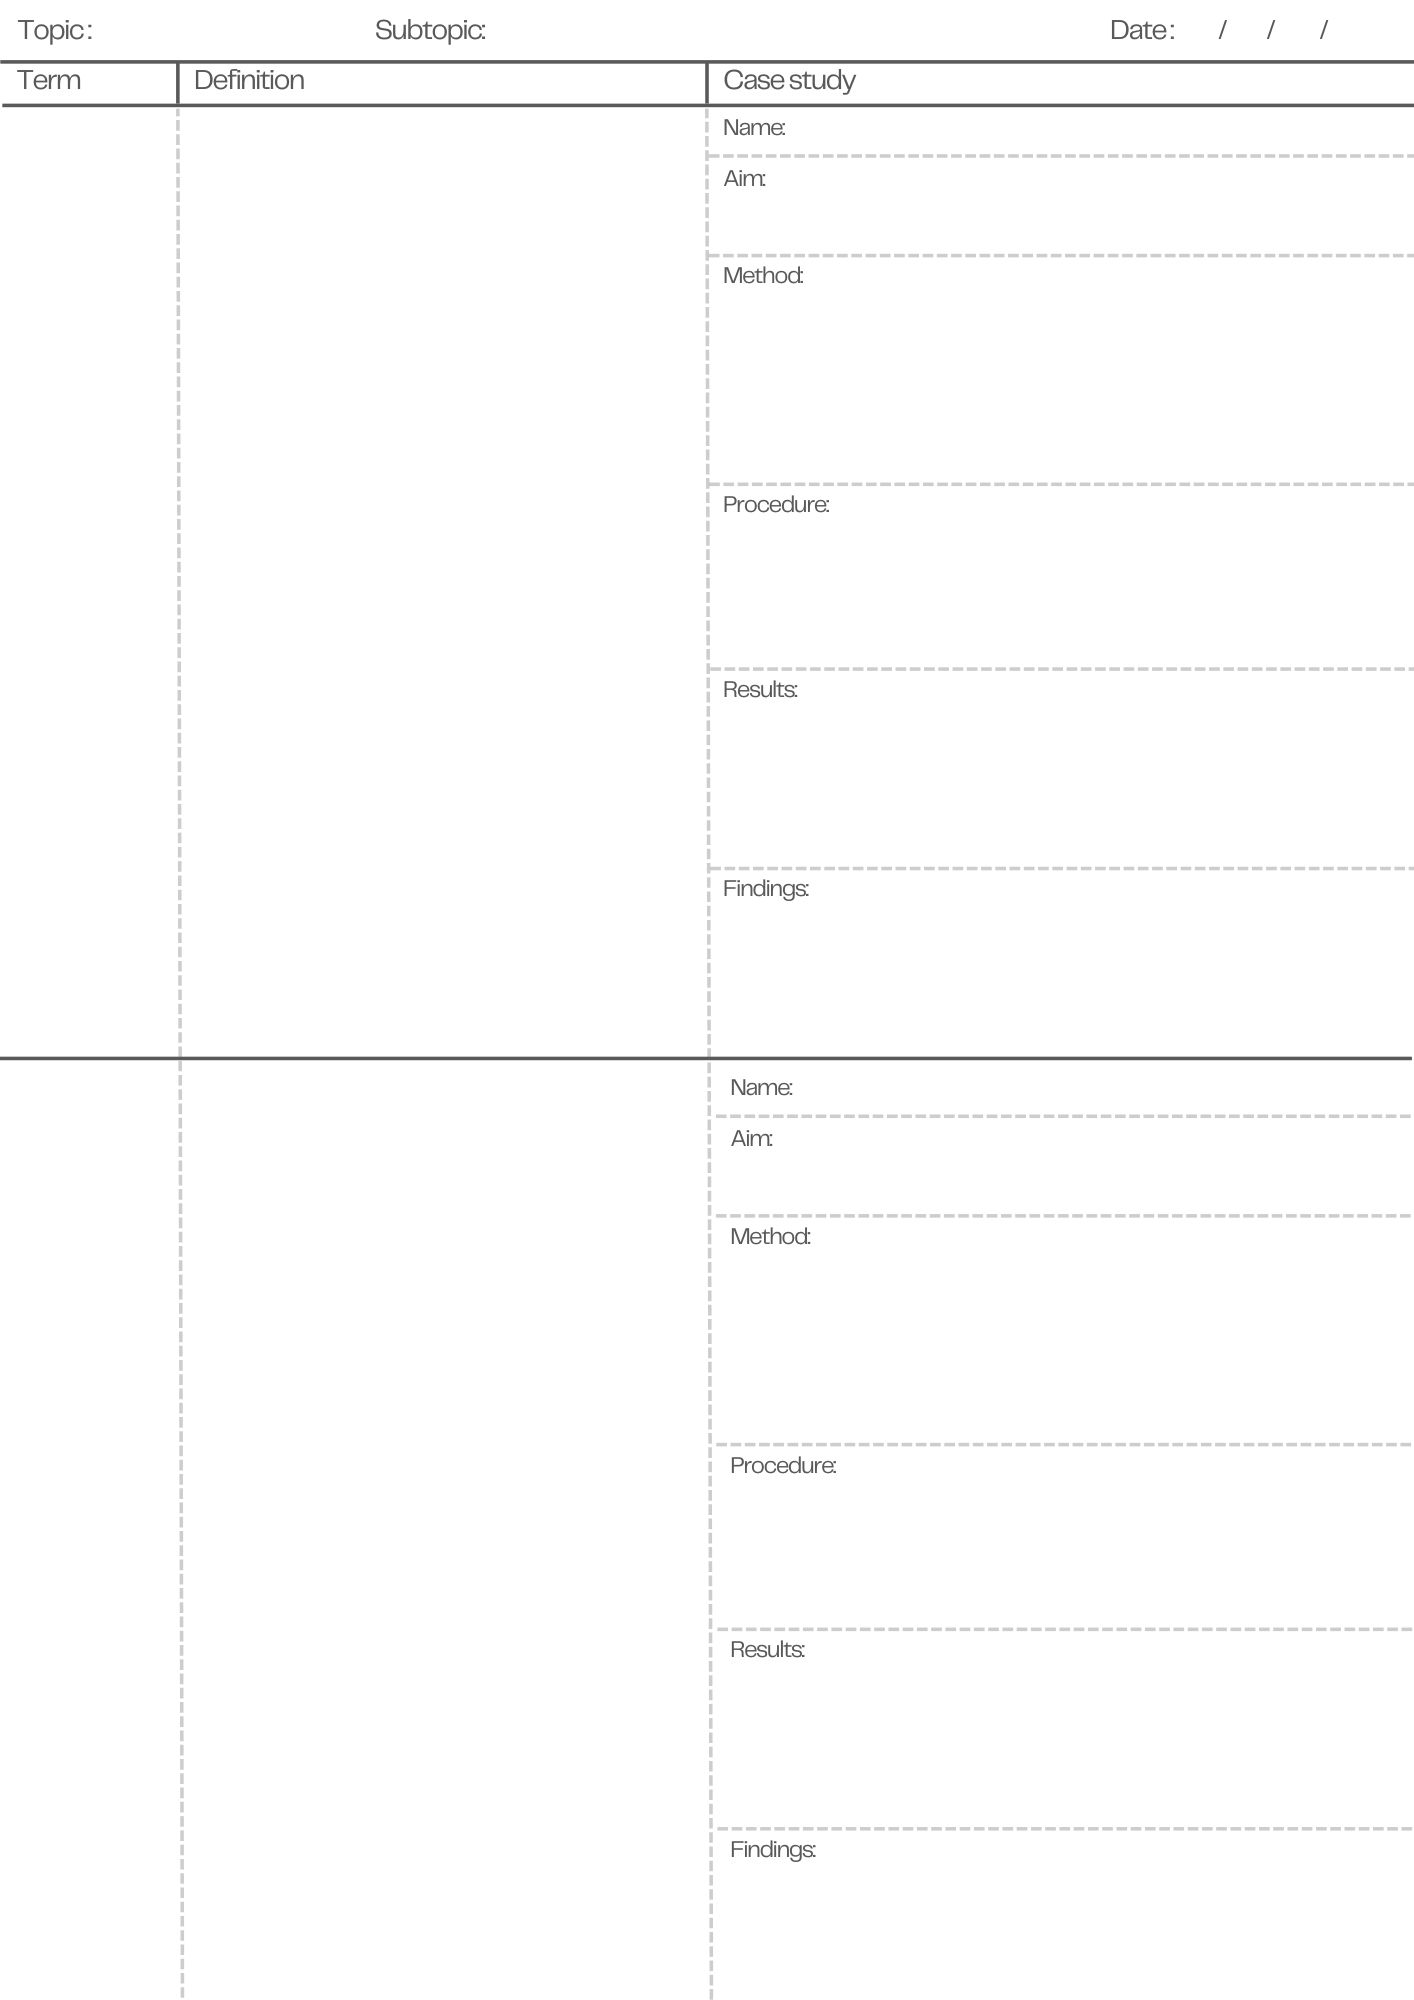 Topic: Subtopic: Date: / / /
Term Definition Case study
Name:
Aim:
Method:
Procedure:
Results:
Findings:
Name:
Aim:
Method:
Procedure:
Results:
Findings: